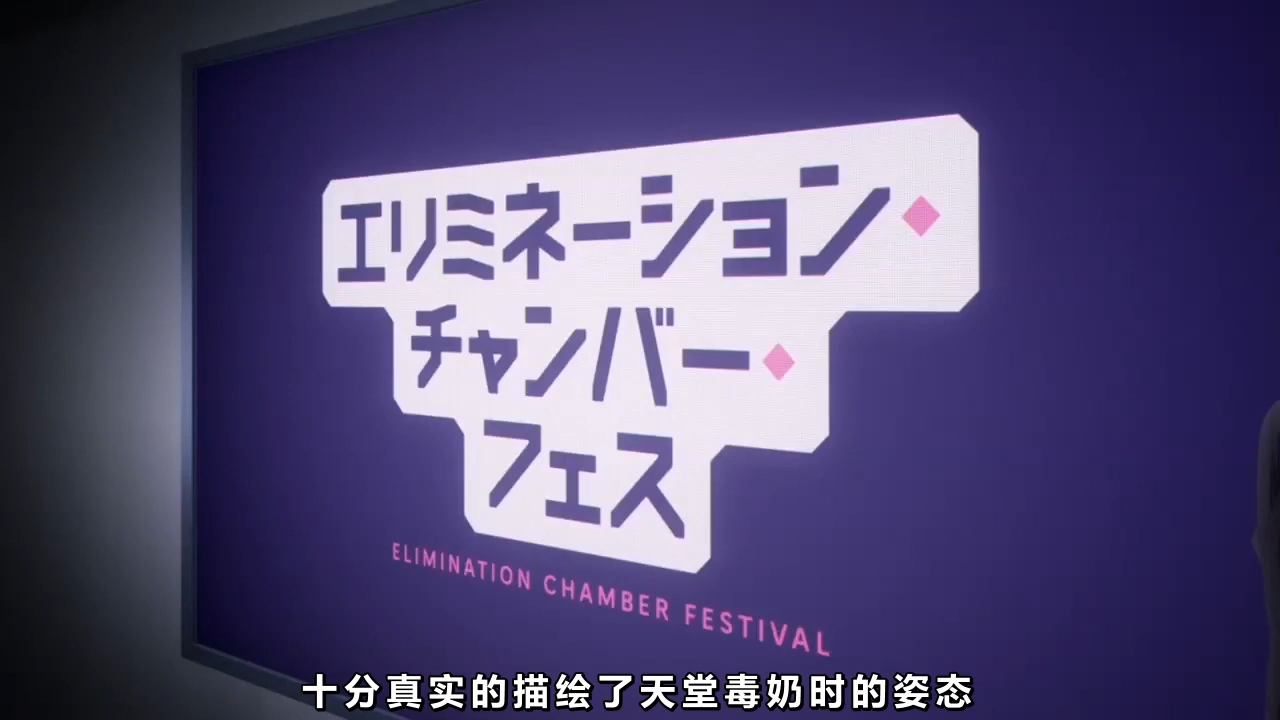 エリミネーション・
チャンバー・
フェス
ELIMINATION CHAMBER FESTIVAL
十分真实的描绘了天堂毒奶时的姿态